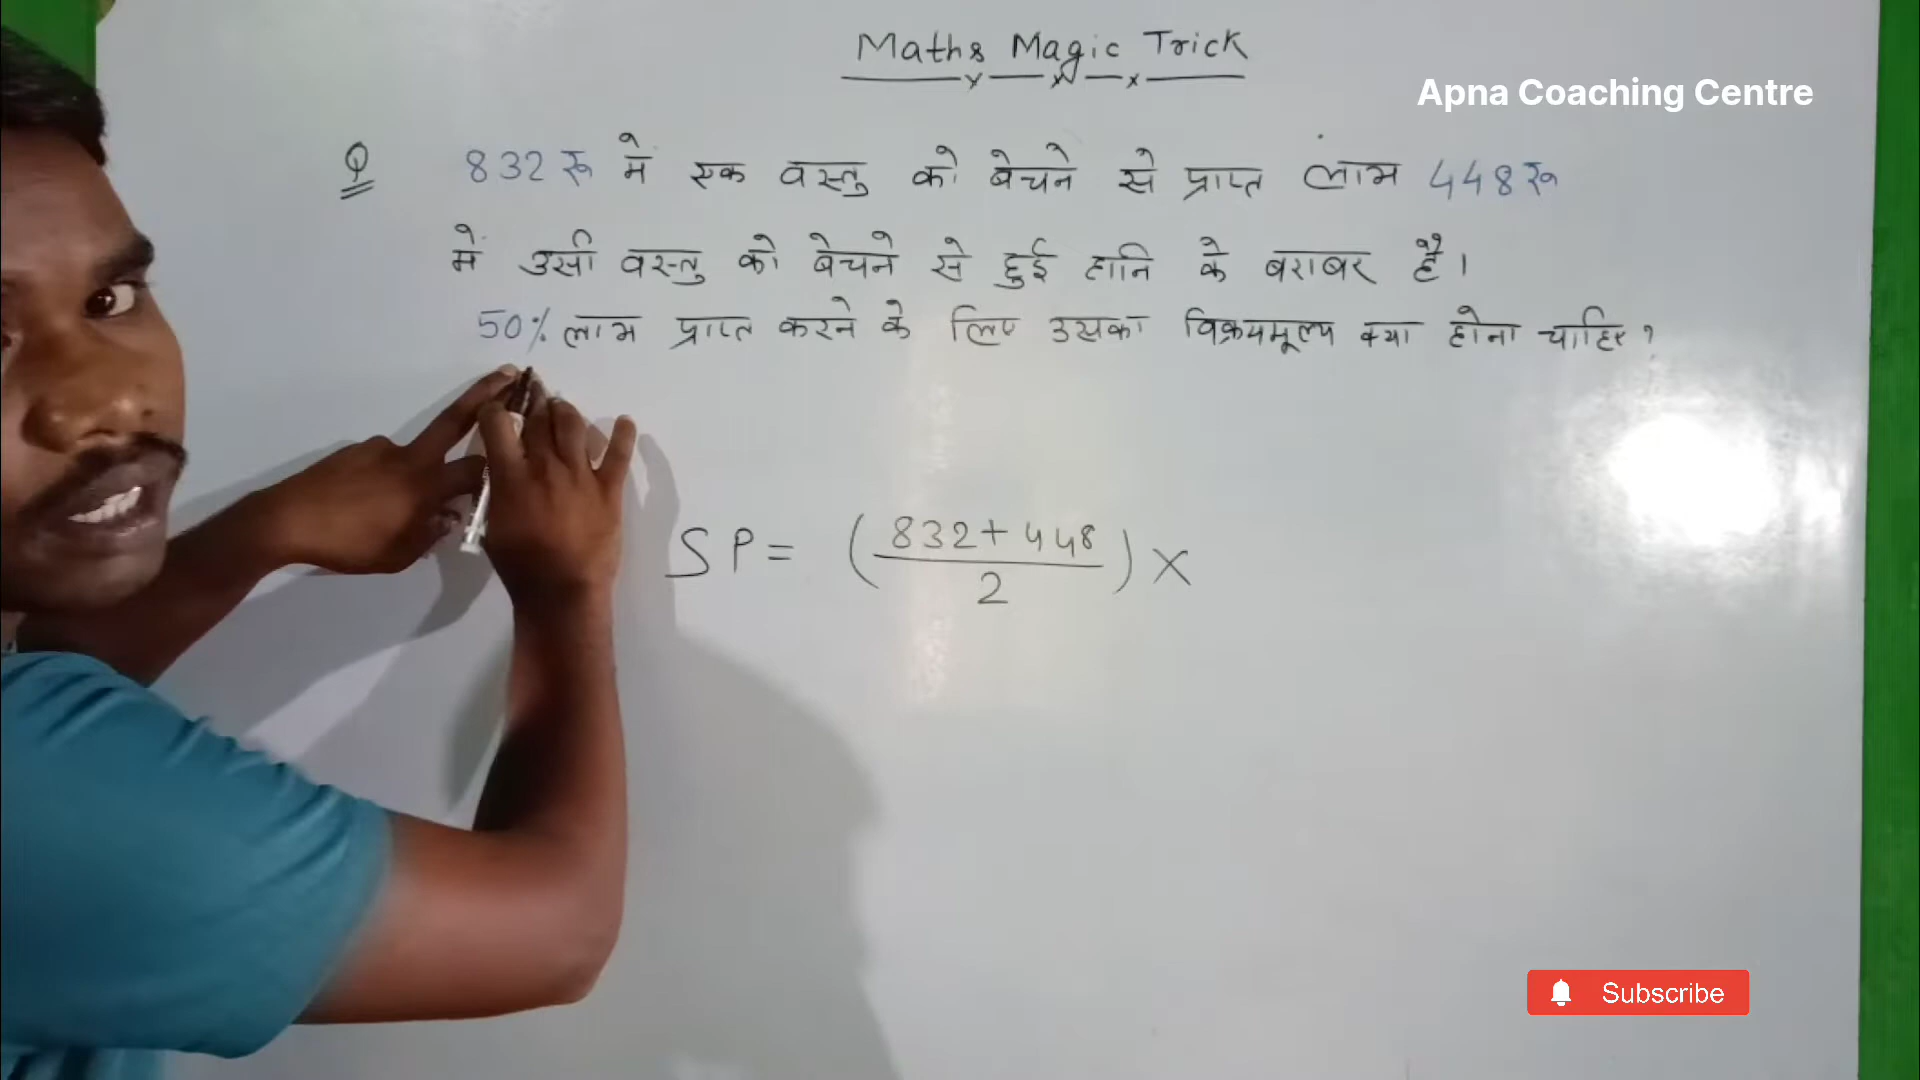 Maths Magic Trick
Apna Coaching Centre
Q 832 रू में एक वस्तु को बेचने से प्राप्त लाभ 448 रू
में उसी वस्तु को बेचने से हुई हानि के बराबर है।
50% लाभ प्राप्त करने के लिए उसका विक्रयमूल्य क्या होना चाहिए ?
SP = (832+448/2) ×
Subscribe